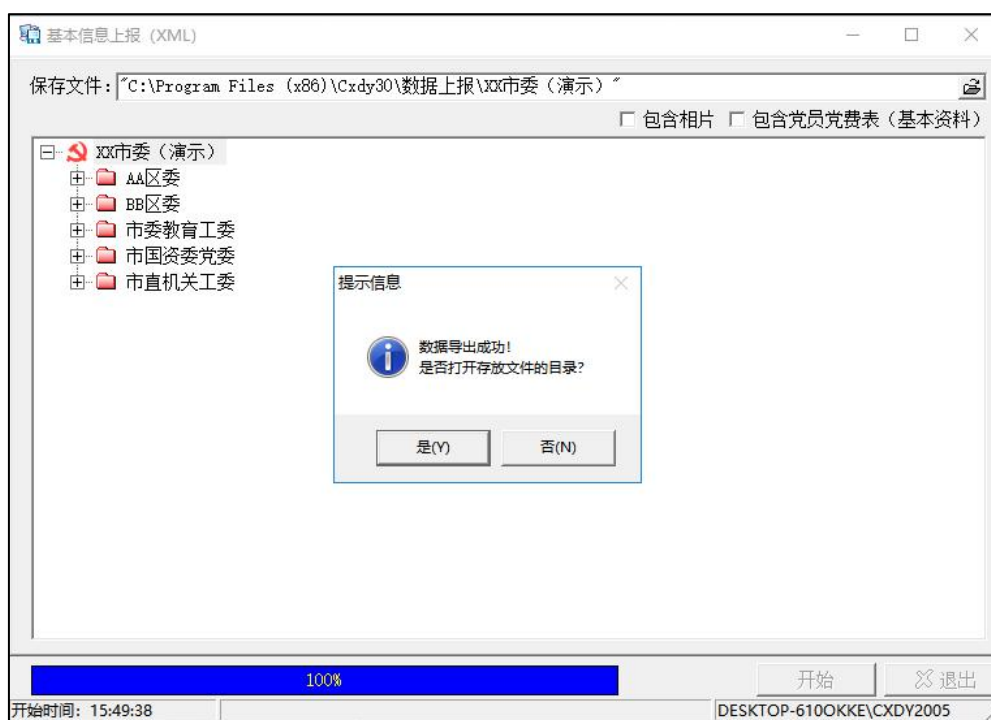 基本信息上报 (XML)
保存文件: "C:\Program Files (x86)\Cxdy30\数据上报\XX市委（演示）"
包含相片 包含党员党费表（基本资料）
XX市委（演示）
AA区委
BB区委
市委教育工委
市国资委党委
市直机关工委
提示信息
数据导出成功!
是否打开存放文件的目录?
是(Y) 否(N)
100%
开始 退出
开始时间: 15:49:38 DESKTOP-610OKKE\CXDY2005